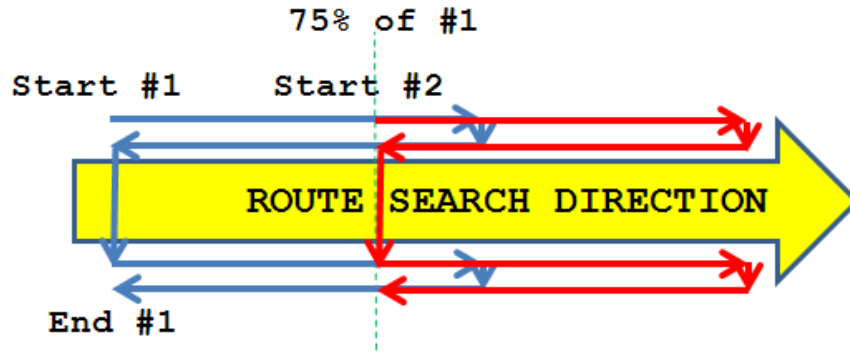 75% of #1
Start #1
Start #2
ROUTE SEARCH DIRECTION
End #1